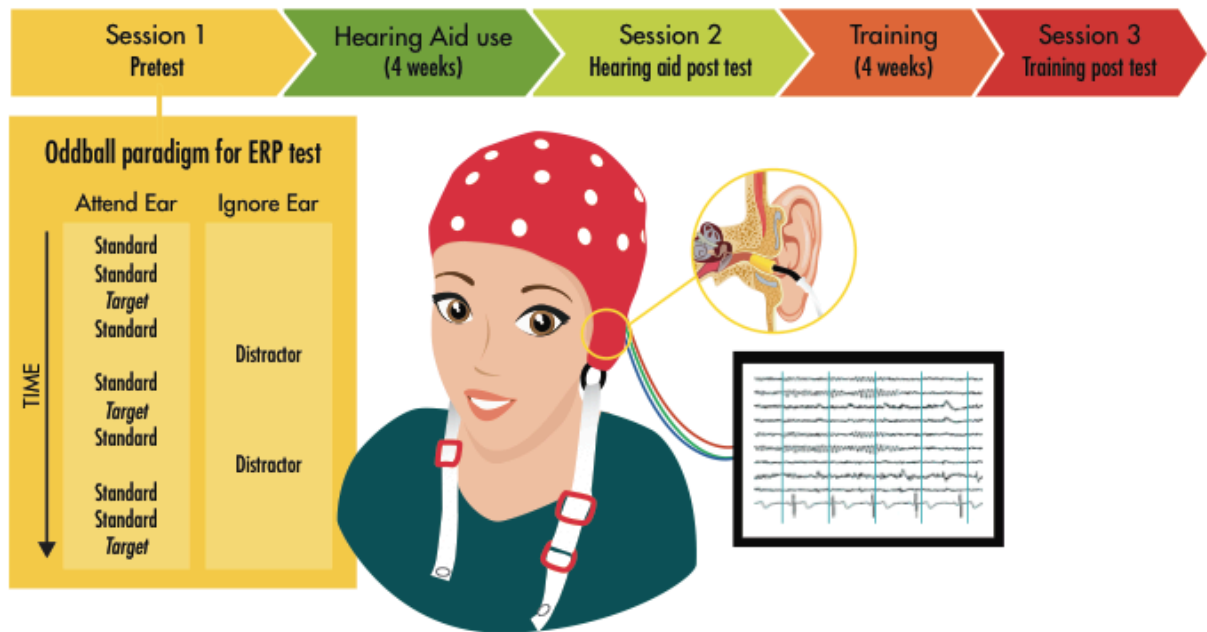 Session 1
Pretest
Hearing Aid use
(4 weeks)
Session 2
Hearing aid post test
Training
(4 weeks)
Session 3
Training post test
Oddball paradigm for ERP test
Attend Ear
Ignore Ear
TIME
Standard
Standard
Target
Standard
Distractor
Standard
Target
Standard
Distractor
Standard
Standard
Target